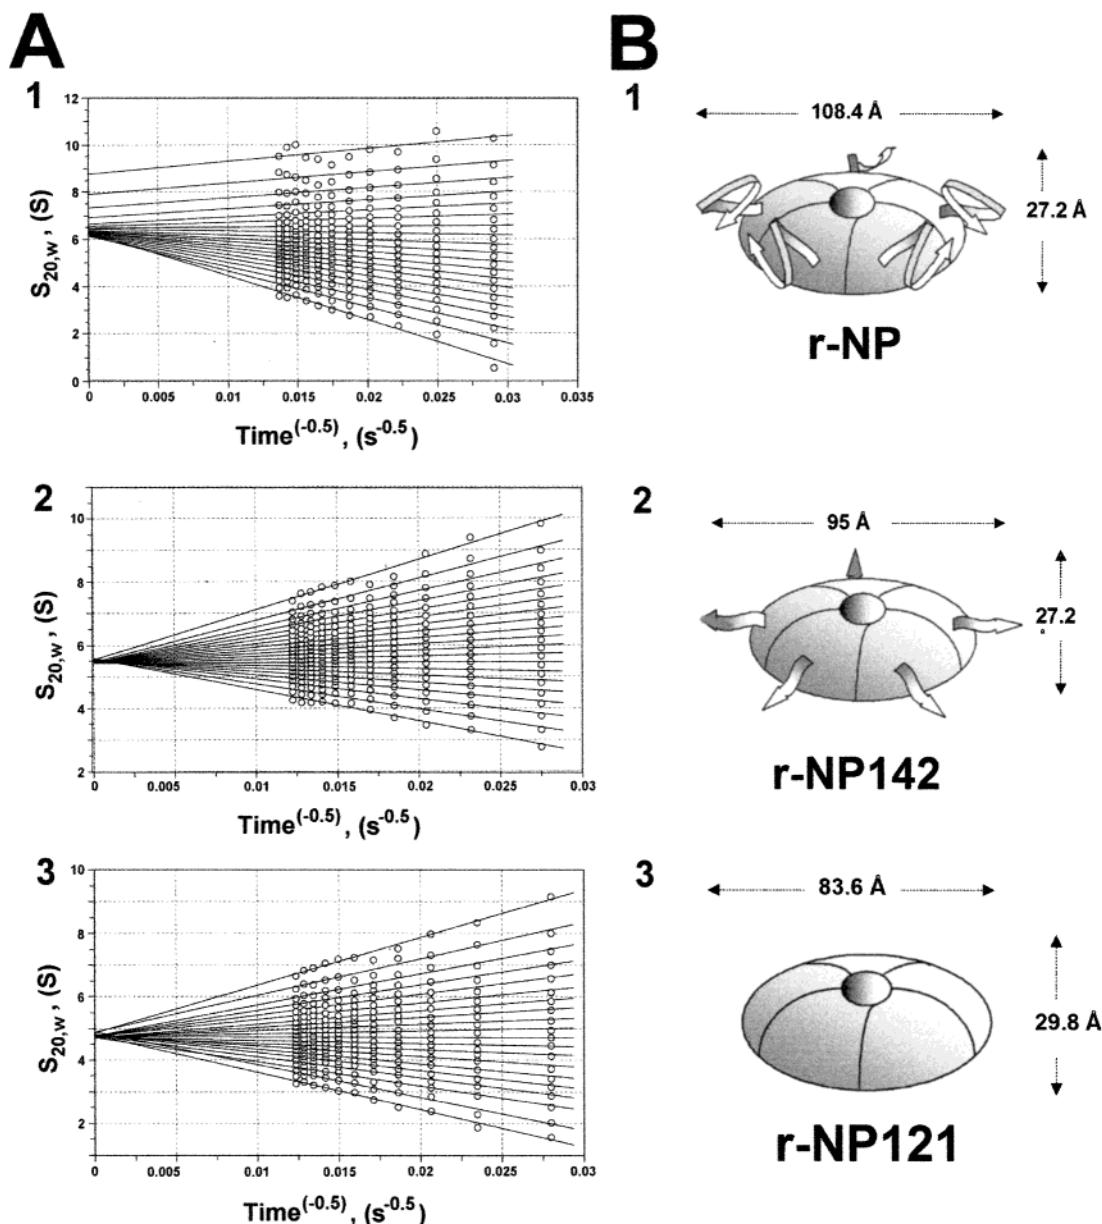 A
B
1
12
10
8
6
4
2
0
S20,w, (S)
0 0.005 0.01 0.015 0.02 0.025 0.03 0.035
Time(-0.5), (s-0.5)
1
108.4 Å
27.2 Å
r-NP
2
10
8
6
4
2
S20,w, (S)
0 0.005 0.01 0.015 0.02 0.025 0.03
Time(-0.5), (s-0.5)
2
95 Å
27.2
r-NP142
3
10
8
6
4
2
S20,w, (S)
0 0.005 0.01 0.015 0.02 0.025 0.03
Time(-0.5), (s-0.5)
3
83.6 Å
29.8 Å
r-NP121